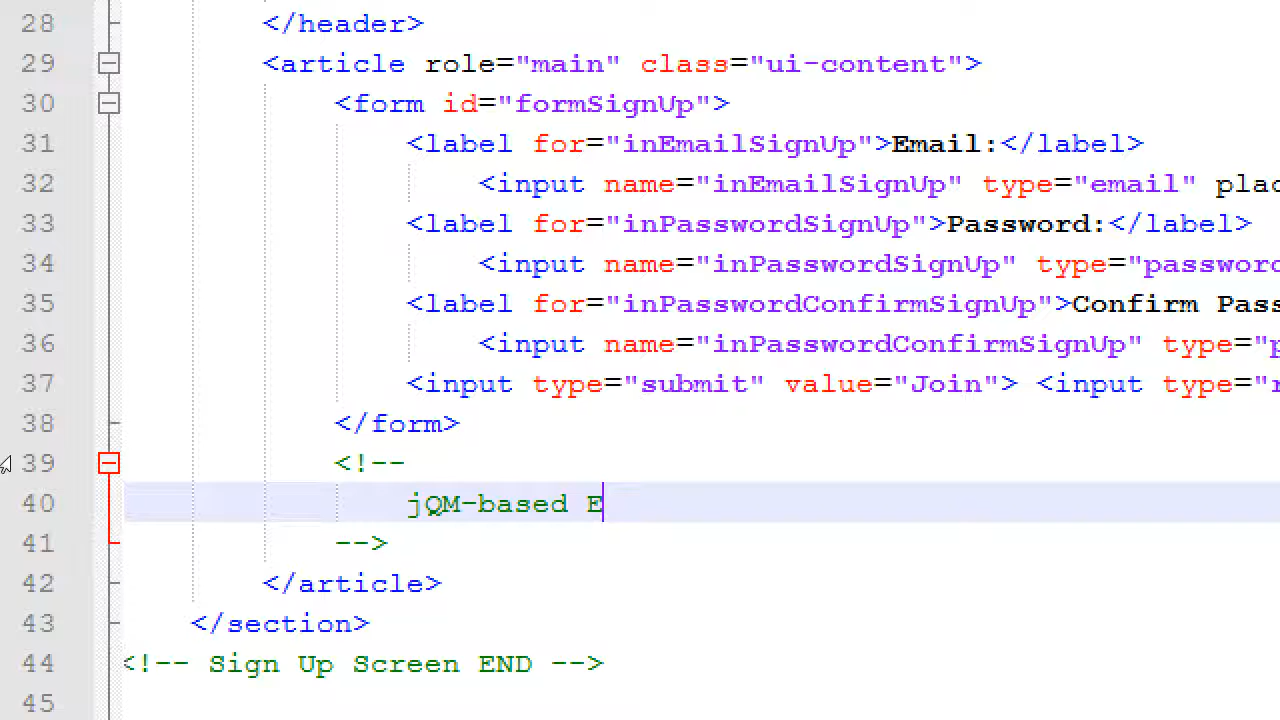 28 </header>
29 <article role="main" class="ui-content">
30 <form id="formSignUp">
31 <label for="inEmailSignUp">Email:</label>
32 <input name="inEmailSignUp" type="email" plac
33 <label for="inPasswordSignUp">Password:</label>
34 <input name="inPasswordSignUp" type="password
35 <label for="inPasswordConfirmSignUp">Confirm Pass
36 <input name="inPasswordConfirmSignUp" type="p
37 <input type="submit" value="Join"> <input type="r
38 </form>
39 <!--
40 jQM-based E
41 -->
42 </article>
43 </section>
44 <!-- Sign Up Screen END -->
45